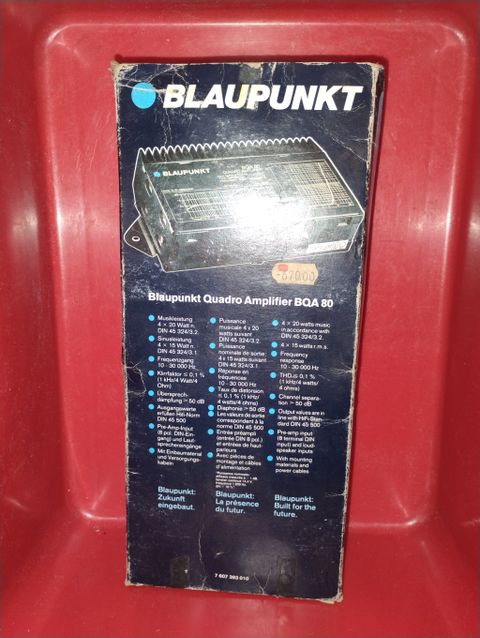 BLAUPUNKT
BLAUPUNKT
BQA 80
-670.00
Blaupunkt Quadro Amplifier BQA 80
Musikleistung
4 x 20 Watt n.
DIN 45 324/3.2.
Sinusleistung
4 x 15 Watt n.
DIN 45 324/3.1.
Frequenzgang
10 - 30 000 Hz
Klirrfaktor ≤ 0,1 %
(1 kHz/4 Watt/4
Ohm)
Übersprech-
dämpfung > 50 dB
Ausgangswerte
erfüllen Hifi-Norm
DIN 45 500
Pre-Amp-Input
(8 pol. DIN-Ein-
gang) und Laut-
sprechereingänge
Mit Einbaumaterial
und Versorgungs-
kabeln
Blaupunkt:
Zukunft
eingebaut.
Puissance
musicale 4 x 20
watts suivant
DIN 45 324/3.2
Puissance
nominale de sortie:
4 x 15 watts suivant
DIN 45 324/3.1.
Réponse en
fréquences
10 - 30 000 Hz
Taux de distorsion
≤ 0,1 % (1 kHz/
4 watts/4 ohms)
Diaphonie > 50 dB
Les valeurs de sortie
correspondent à la
norme DIN 45 500
Entrée préampli
(entrée DIN 8 pol.)
et entrées de haut-
parleurs
Avec pièces de
montage et câbles
d'alimentation
Blaupunkt:
La présence
du futur.
4 x 20 watts music
in accordance with
DIN 45 324/3.2.
4 x 15 watts r.m.s.
Frequency
response
10 - 30 000 Hz
THD ≤ 0,1 %
(1 kHz/4 watts/
4 ohms)
Channel separa-
tion > 50 dB
Output values are in
line with HiFi-Stan-
dard DIN 45 500
Pre-amp input
(8 terminal DIN
input) and loud-
speaker inputs
With mounting
materials and
power cables
Blaupunkt:
Built for the
future.
7 607 393 010